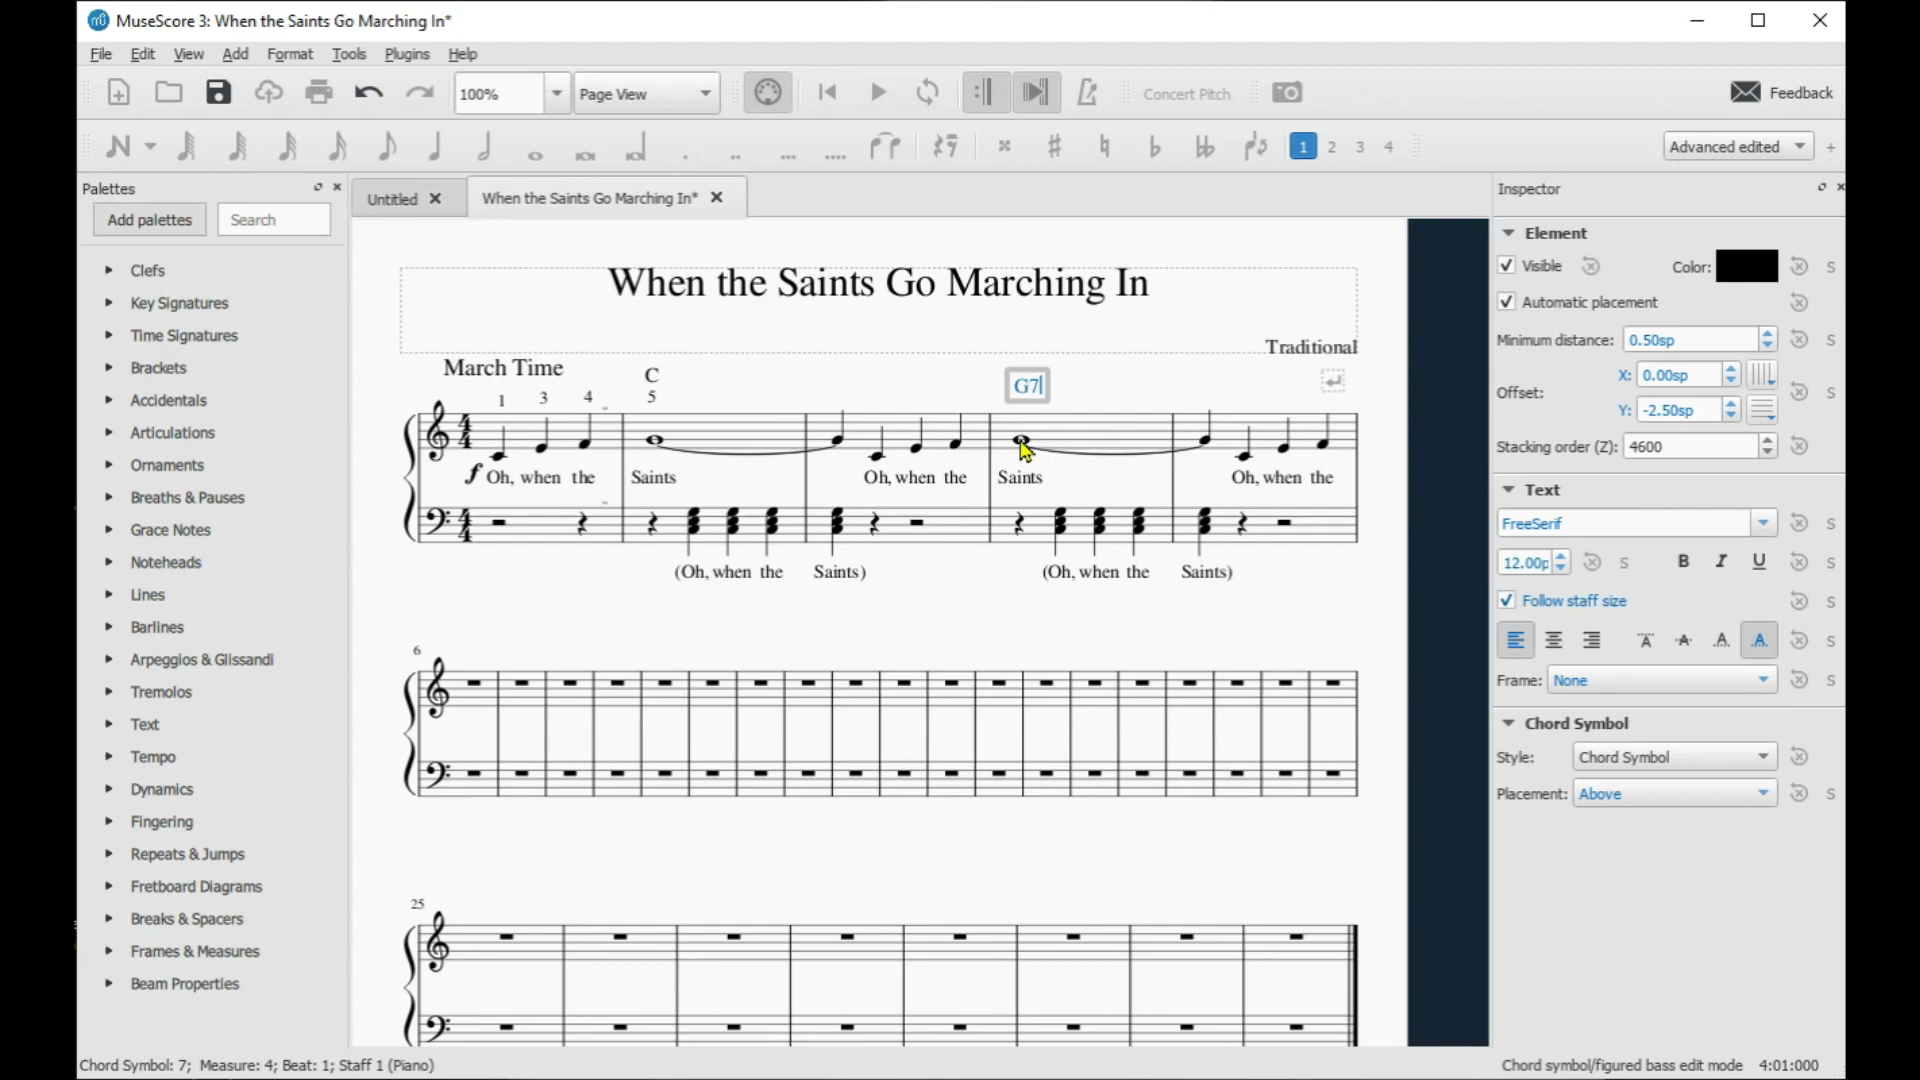 MuseScore 3: When the Saints Go Marching In*
File Edit View Add Format Tools Plugins Help
100% Page View Concert Pitch Feedback
1 2 3 4 Advanced edited +
Palettes
Add palettes Search
Clefs
Key Signatures
Time Signatures
Brackets
Accidentals
Articulations
Ornaments
Breaths & Pauses
Grace Notes
Noteheads
Lines
Barlines
Arpeggios & Glissandi
Tremolos
Text
Tempo
Dynamics
Fingering
Repeats & Jumps
Fretboard Diagrams
Breaks & Spacers
Frames & Measures
Beam Properties
Untitled When the Saints Go Marching In*
When the Saints Go Marching In
Traditional
March Time C G7
1 3 4 5
4 4
f Oh, when the Saints Oh, when the Saints Oh, when the
4 4
(Oh, when the Saints) (Oh, when the Saints)
6
25
Inspector
Element
Visible Color: S
Automatic placement
Minimum distance: 0.50sp S
Offset: X: 0.00sp S
Y: -2.50sp
Stacking order (Z): 4600
Text
FreeSerif S
12.00p S B I U S
Follow staff size S
A A A A S
Frame: None S
Chord Symbol
Style: Chord Symbol
Placement: Above S
Chord Symbol: 7; Measure: 4; Beat: 1; Staff 1 (Piano)
Chord symbol/figured bass edit mode 4:01:000